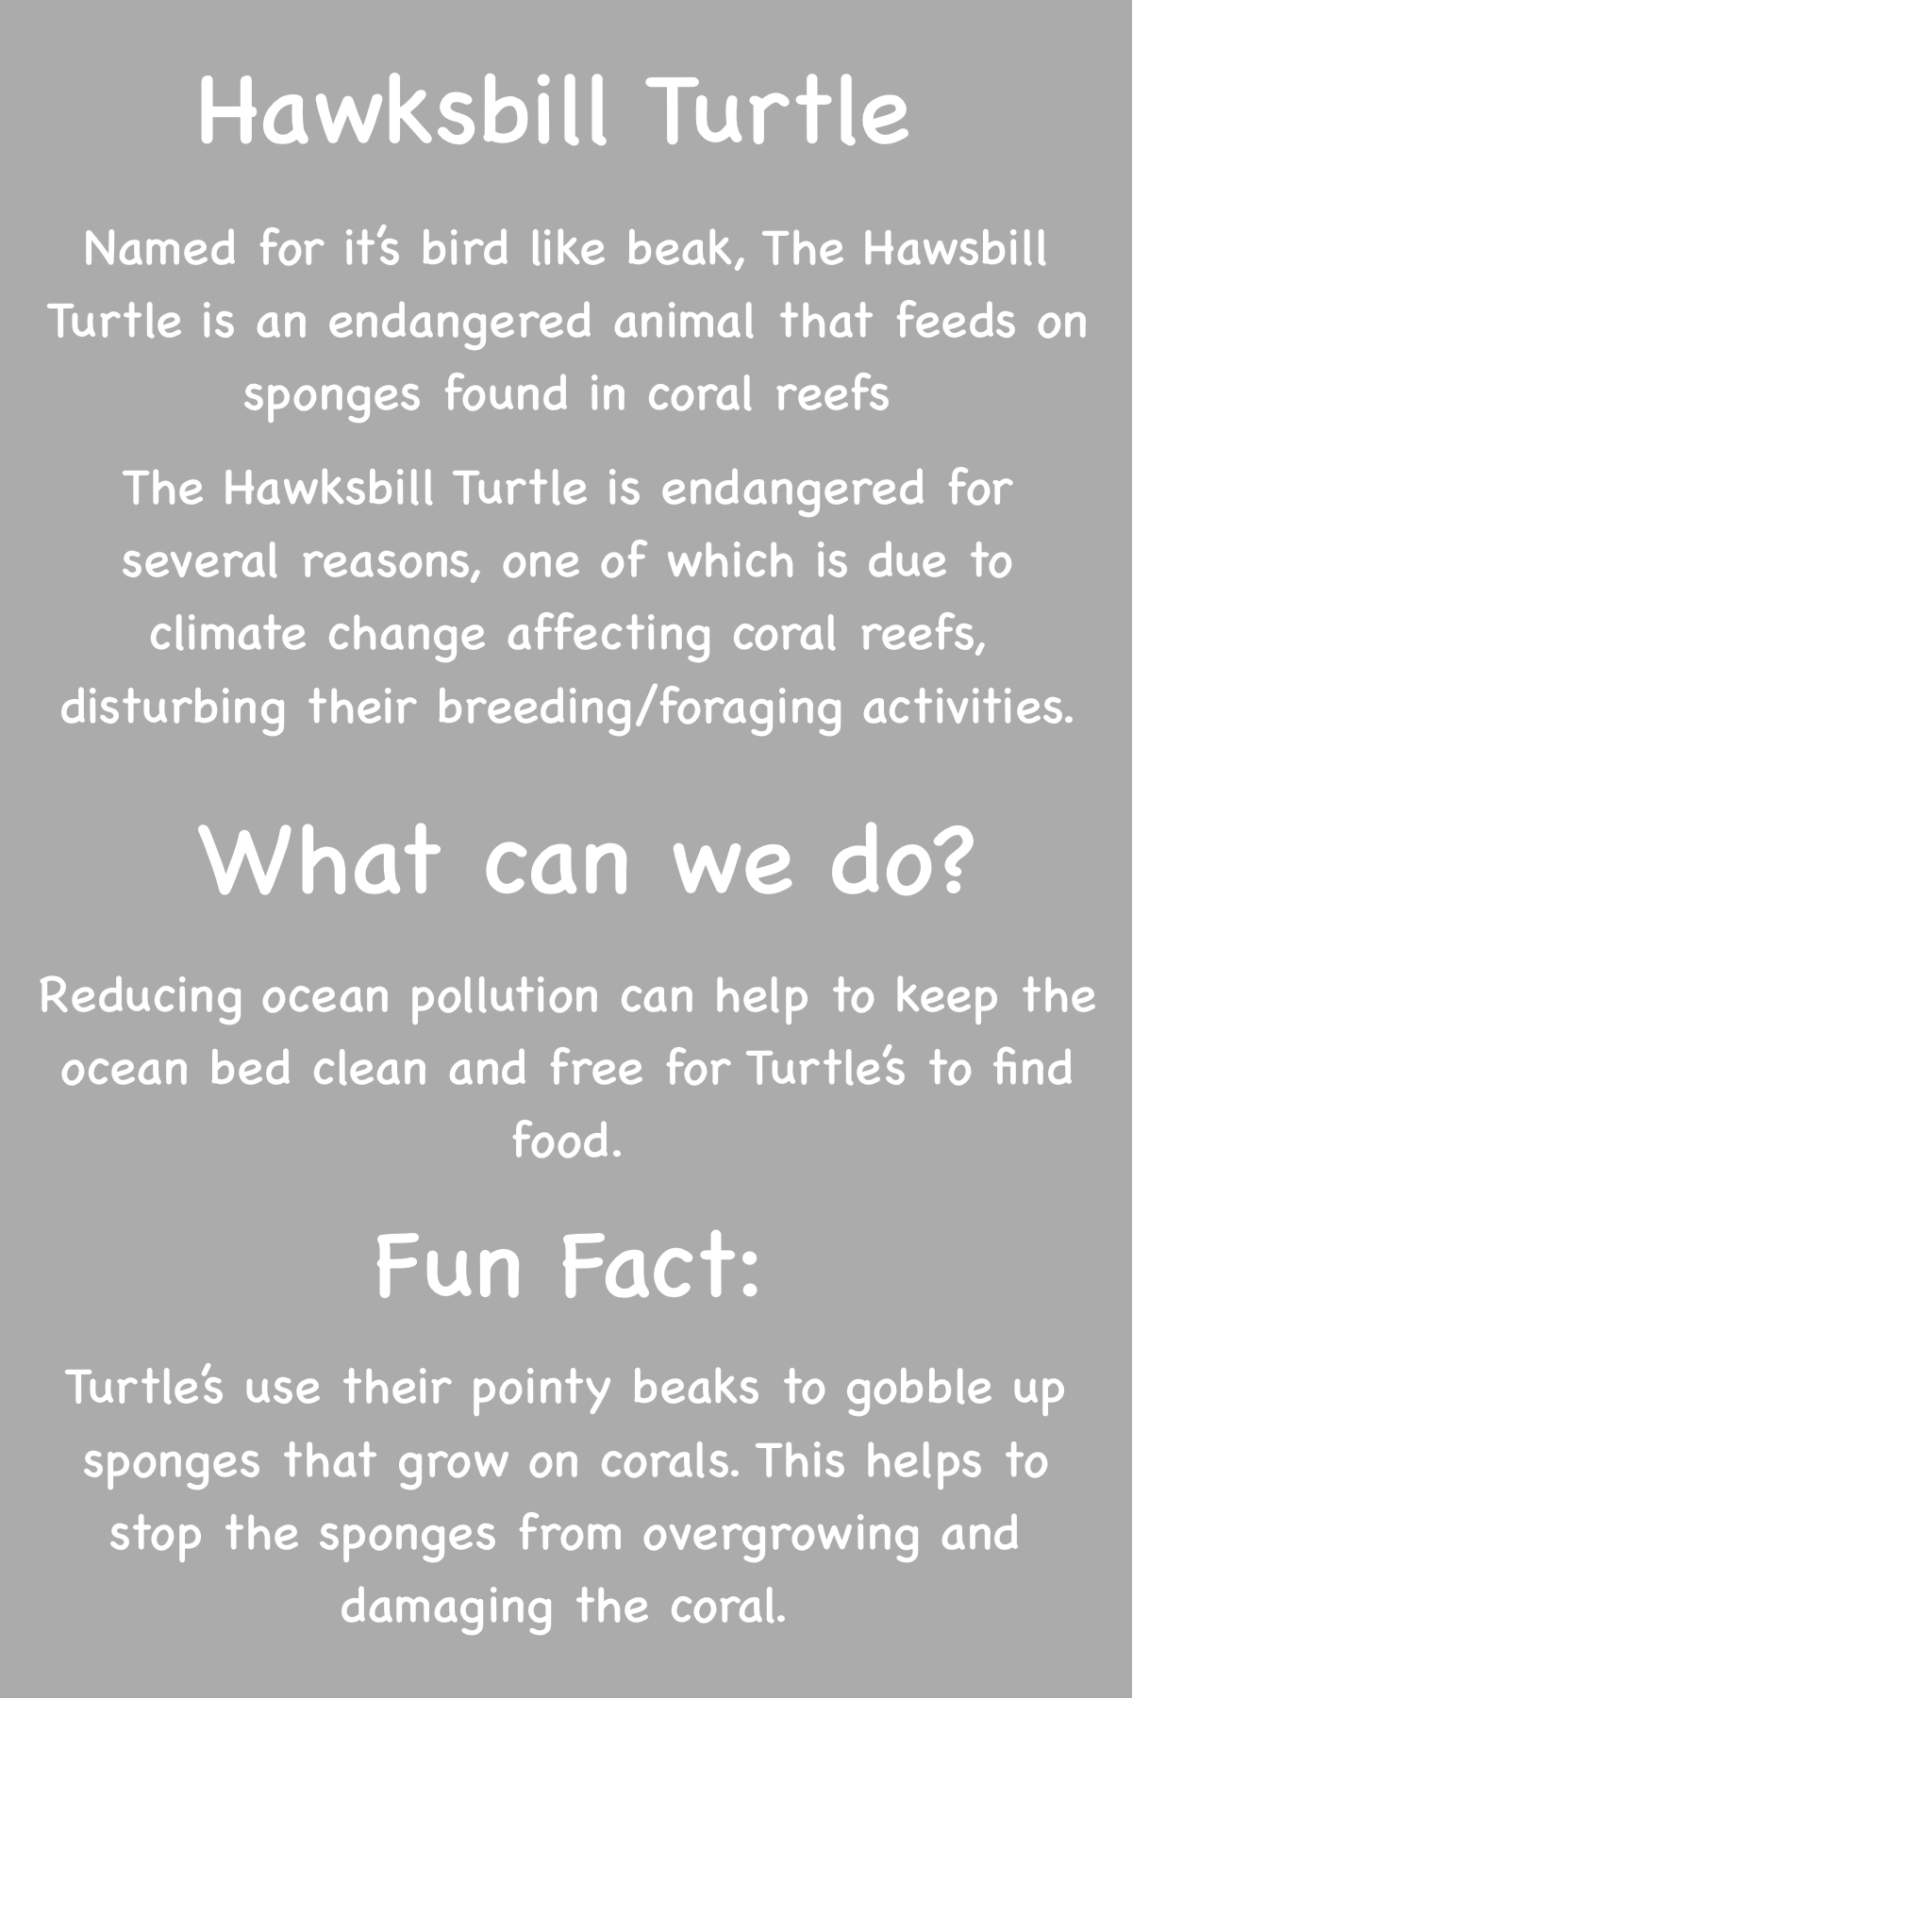 Hawksbill Turtle
Named for it's bird like beak, The Hawsbill
Turtle is an endangered animal that feeds on
sponges found in coral reefs
The Hawksbill Turtle is endangered for
several reasons, one of which is due to
climate change affecting coral reefs,
disturbing their breeding/foraging activities.
What can we do?
Reducing ocean pollution can help to keep the
ocean bed clean and free for Turtle's to find
food.
Fun Fact:
Turtle's use their pointy beaks to gobble up
sponges that grow on corals. This helps to
stop the sponges from overgrowing and
damaging the coral.